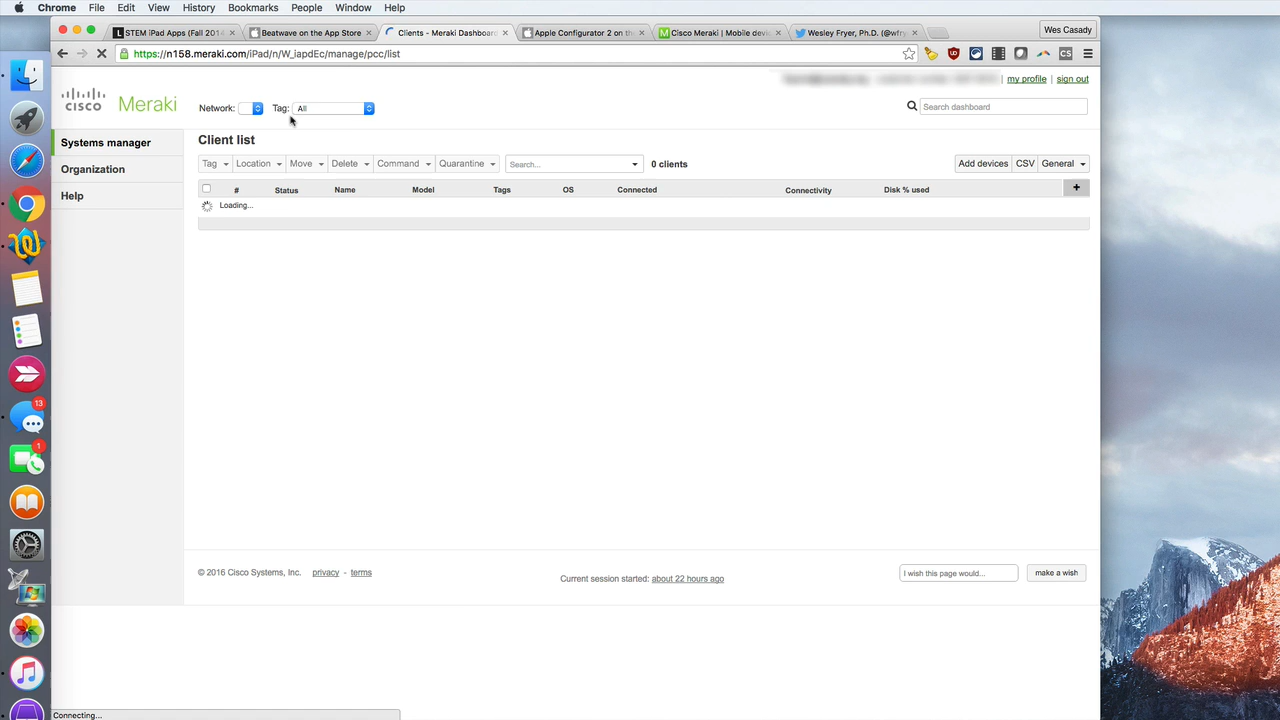 Chrome File Edit View History Bookmarks People Window Help
STEM iPad Apps (Fall 2014 Beatwave on the App Store Clients - Meraki Dashboard Apple Configurator 2 on the Cisco Meraki | Mobile devi Wesley Fryer, Ph.D. (@wfry Wes Casady
https://n158.meraki.com/iPad/n/W_iapdEc/manage/pcc/list
my profile | sign out
cisco Meraki Network: Tag: All Search dashboard
Systems manager
Organization
Help
Client list
Tag Location Move Delete Command Quarantine Search... 0 clients Add devices CSV General
# Status Name Model Tags OS Connected Connectivity Disk % used +
Loading...
© 2016 Cisco Systems, Inc. privacy - terms
Current session started: about 22 hours ago
I wish this page would... make a wish
13
1
Connecting...